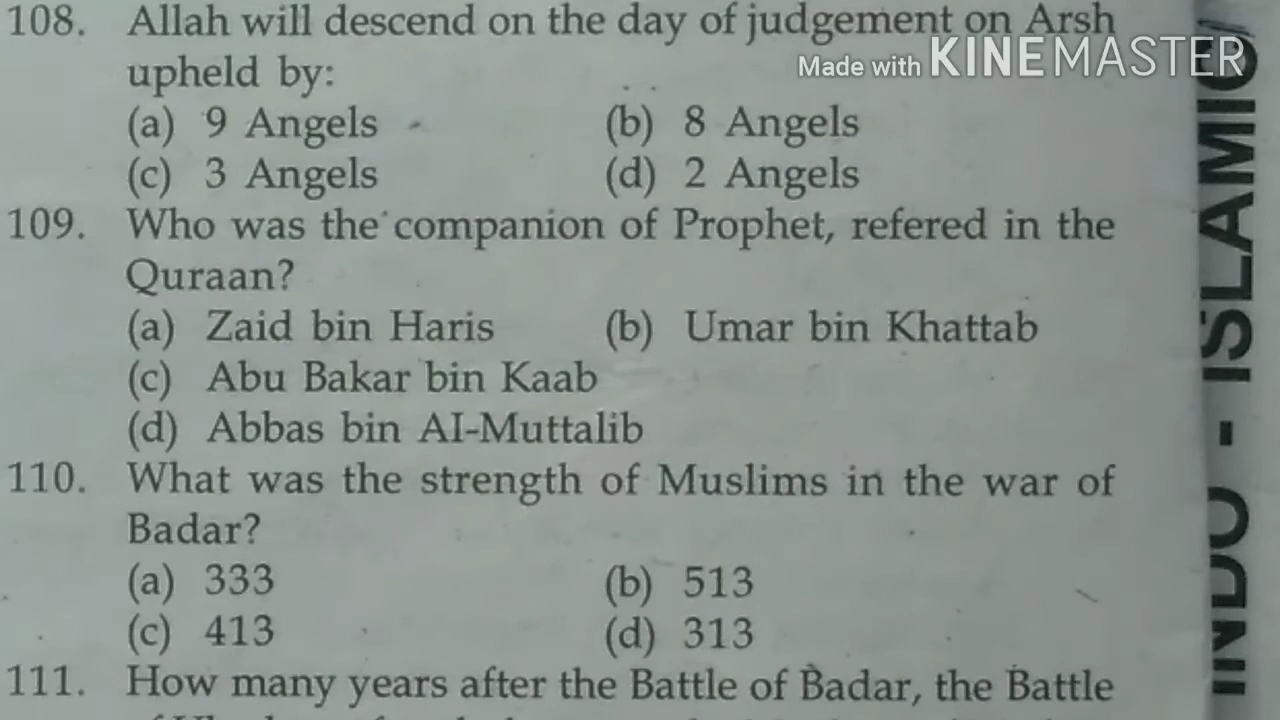 108. Allah will descend on the day of judgement on Arsh
Made with KINEMASTER
upheld by:
(a) 9 Angels (b) 8 Angels
(c) 3 Angels (d) 2 Angels
109. Who was the companion of Prophet, refered in the
Quraan?
(a) Zaid bin Haris (b) Umar bin Khattab
(c) Abu Bakar bin Kaab
(d) Abbas bin AI-Muttalib
110. What was the strength of Muslims in the war of
Badar?
(a) 333 (b) 513
(c) 413 (d) 313
111. How many years after the Battle of Badar, the Battle
INDO - ISLAMIC